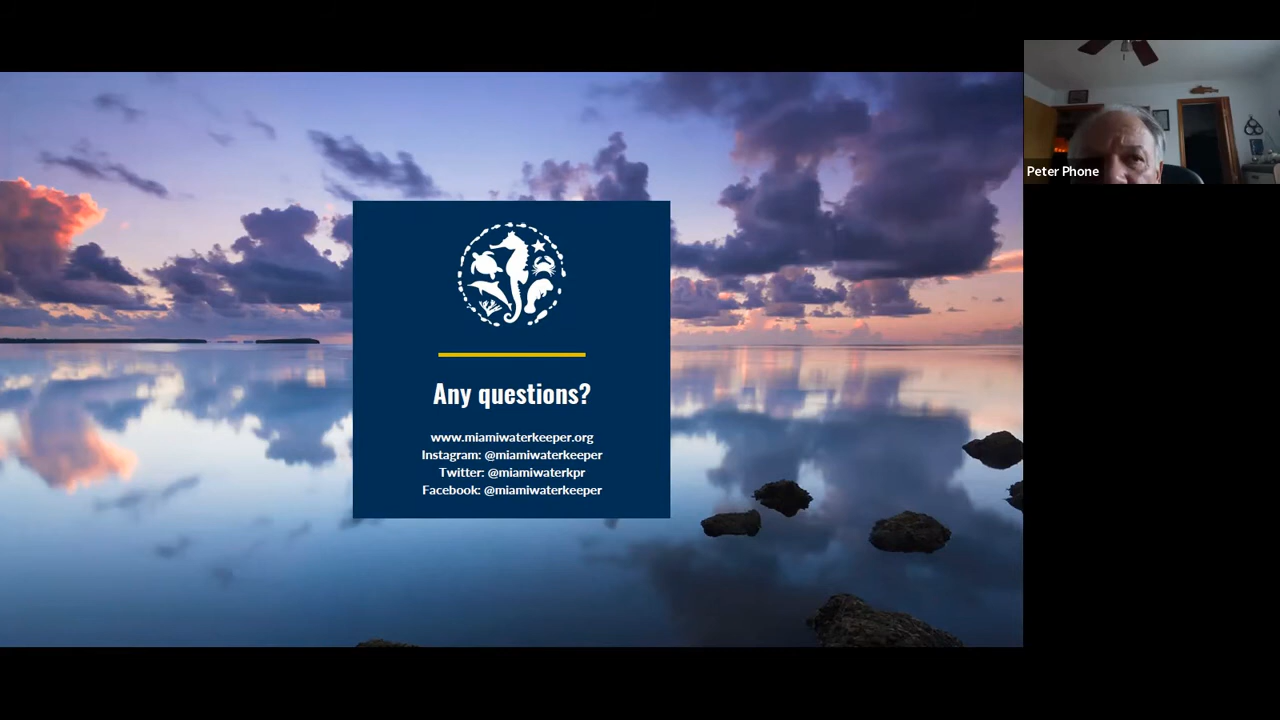 Any questions?
www.miamiwaterkeeper.org
Instagram: @miamiwaterkeeper
Twitter: @miamiwaterkpr
Facebook: @miamiwaterkeeper
Peter Phone